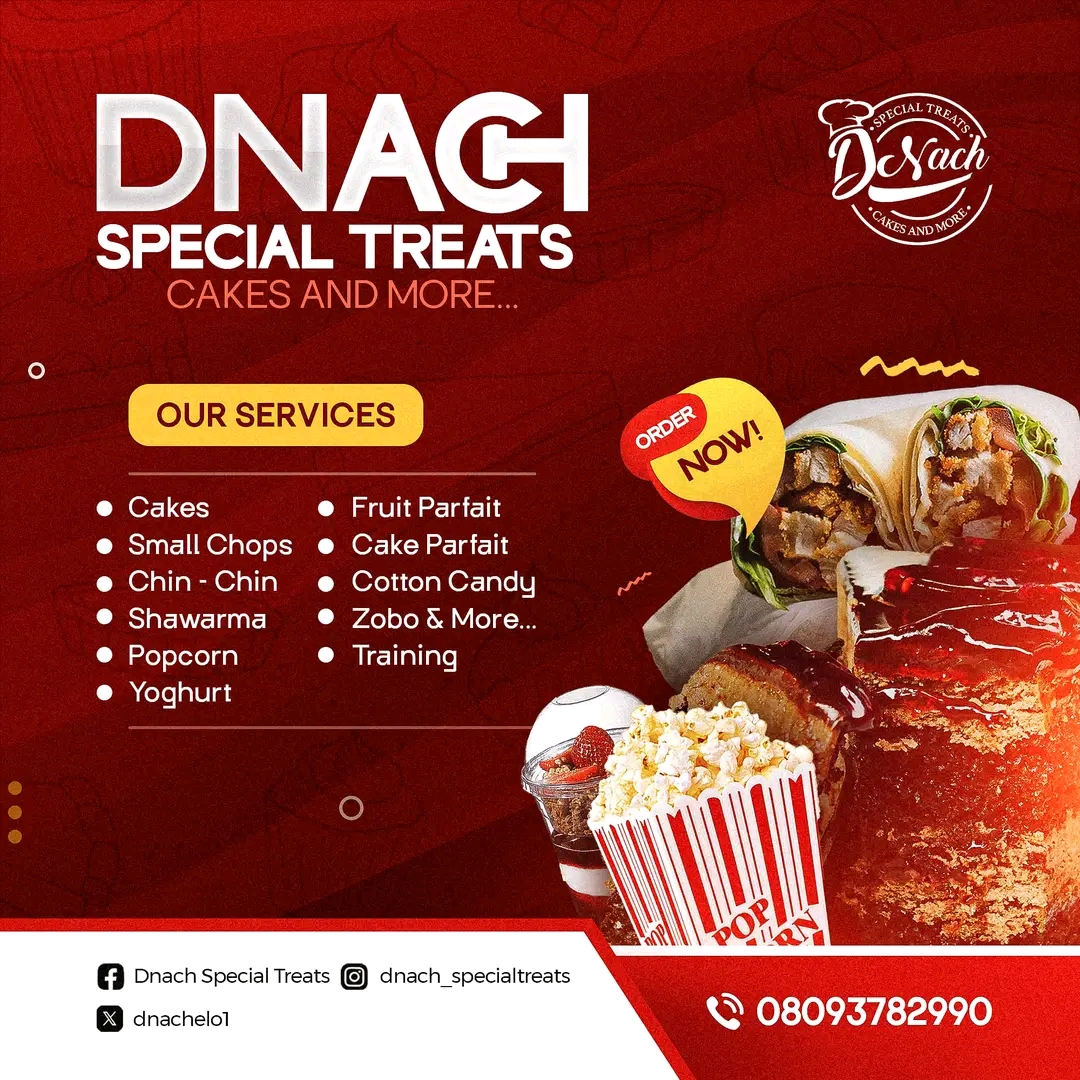 DNACH
SPECIAL TREATS
CAKES AND MORE...
SPECIAL TREATS
DNach
CAKES AND MORE
OUR SERVICES
Cakes
Small Chops
Chin - Chin
Shawarma
Popcorn
Yoghurt
Fruit Parfait
Cake Parfait
Cotton Candy
Zobo & More...
Training
ORDER
NOW!
POP
POP
Dnach Special Treats
dnach_specialtreats
dnachelo1
08093782990